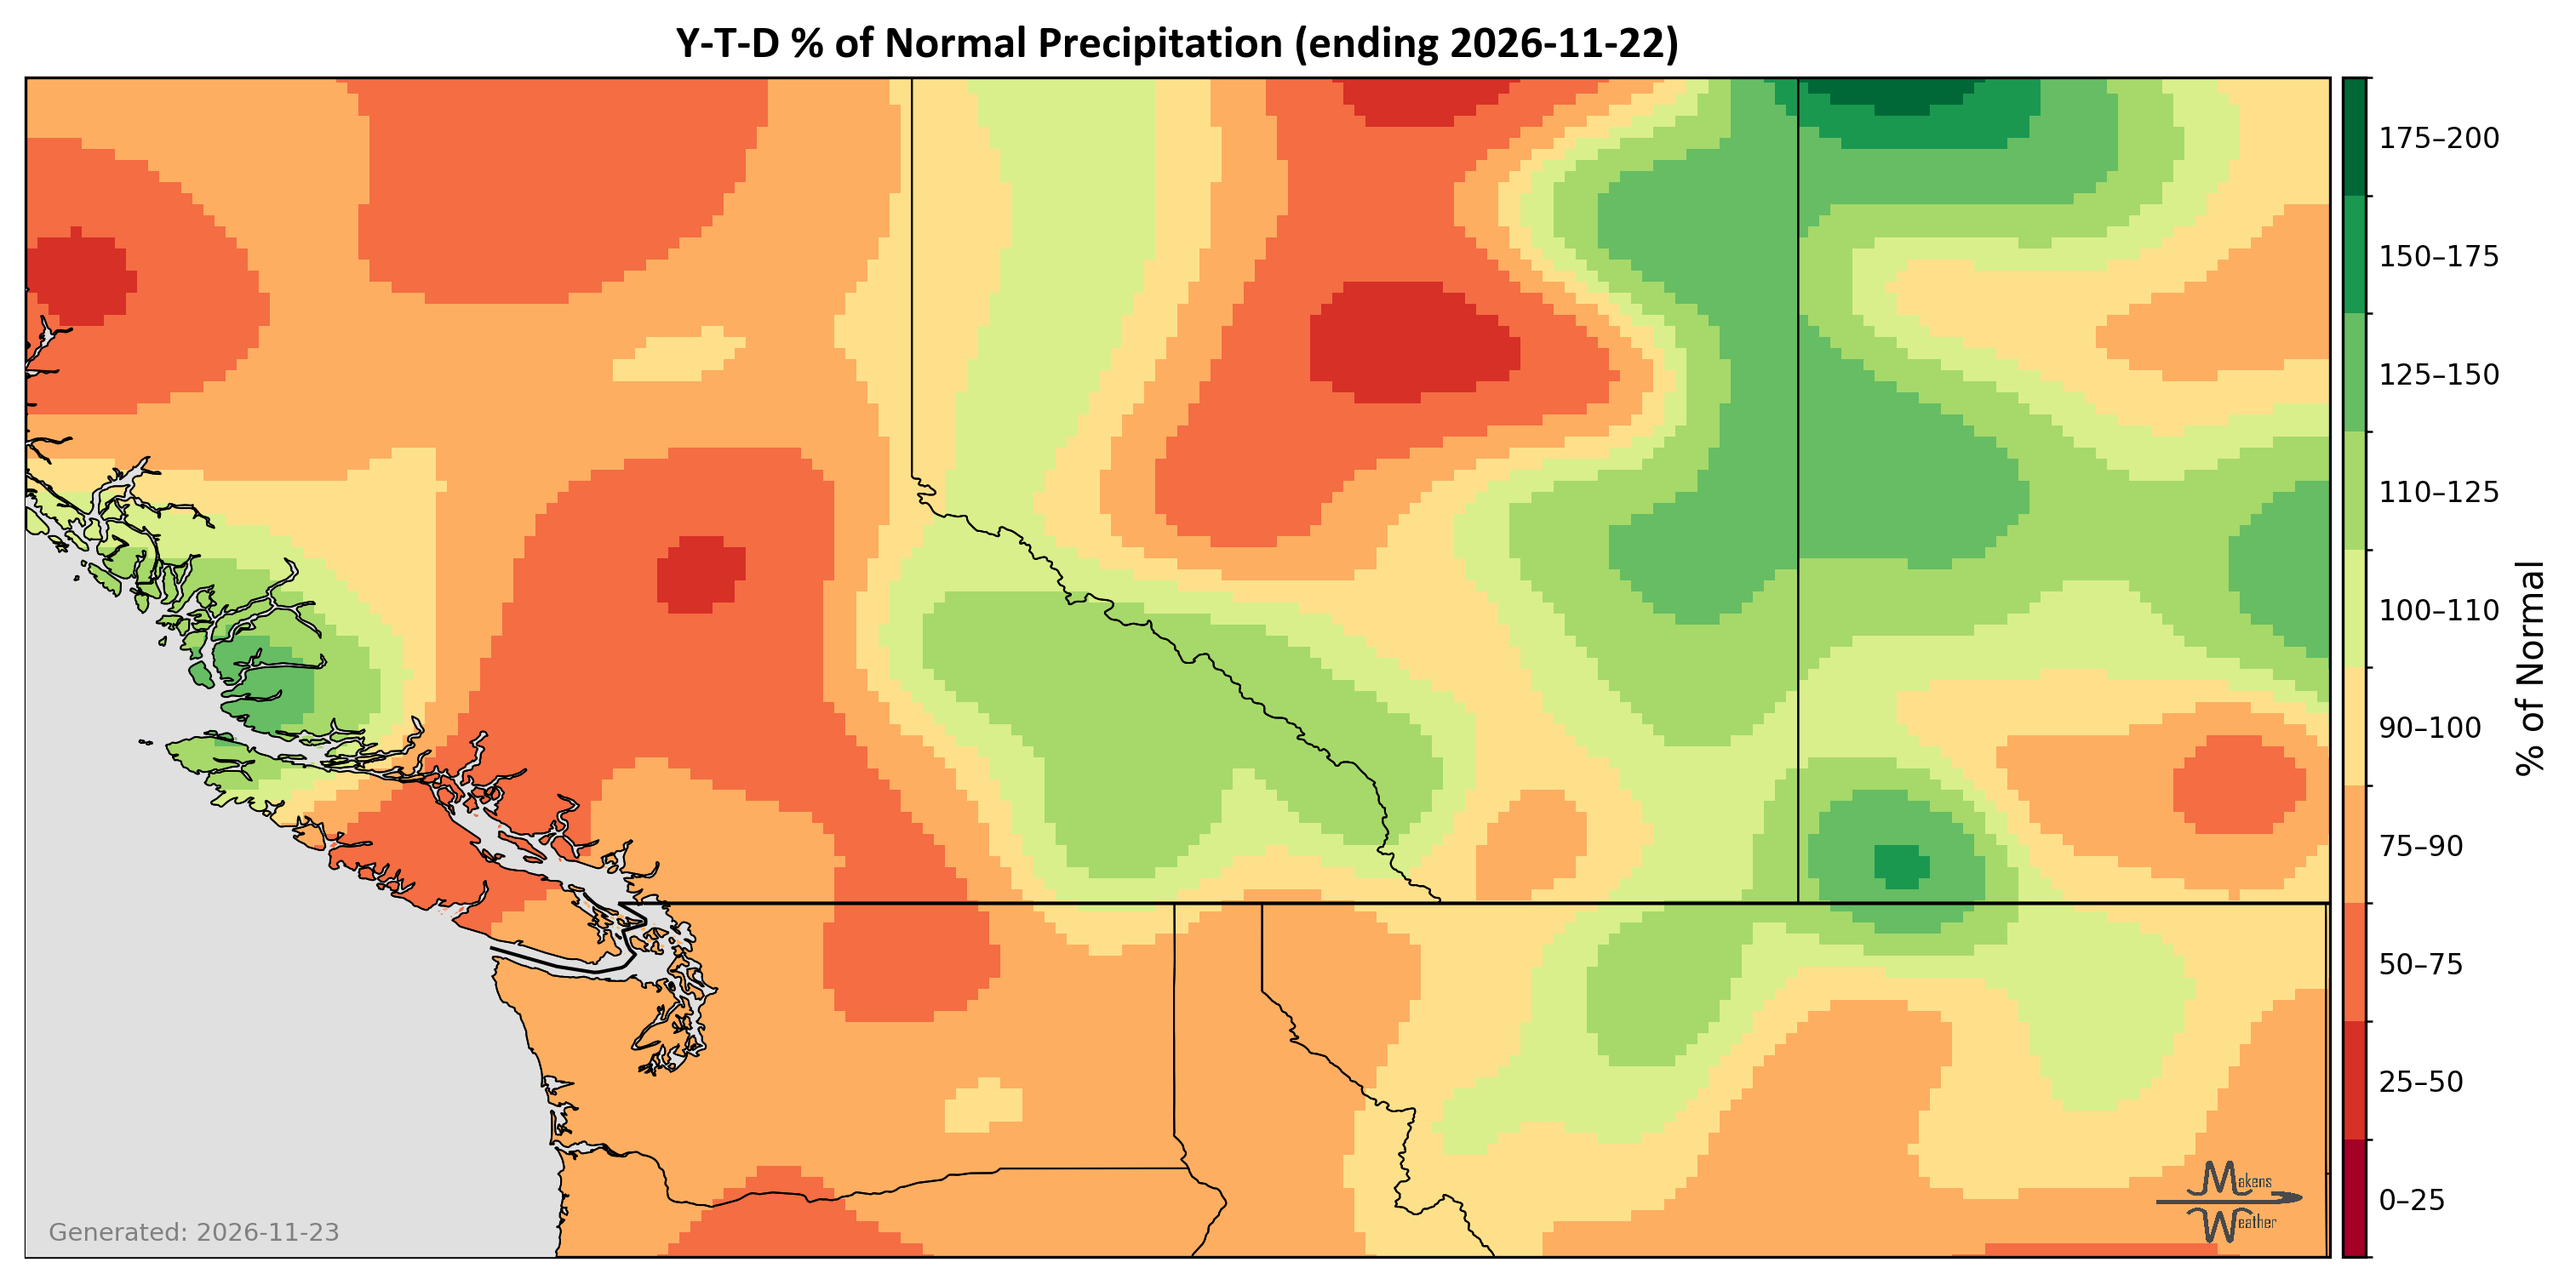 Y-T-D % of Normal Precipitation (ending 2026-11-22)
175–200
150–175
125–150
110–125
100–110
90–100
75–90
50–75
25–50
0–25
% of Normal
Makens
Weather
Generated: 2026-11-23